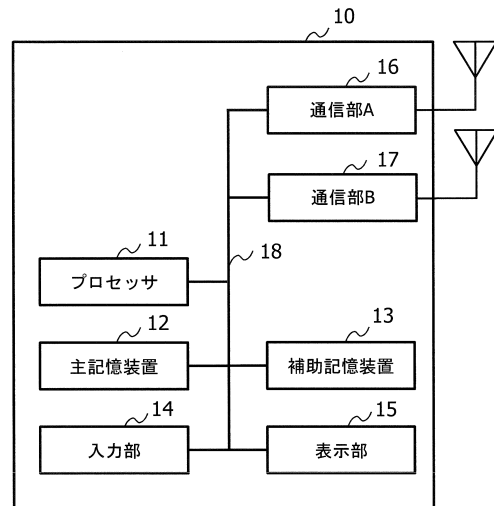 10
16
通信部A
17
通信部B
11
18
プロセッサ
12
13
主記憶装置
補助記憶装置
14
15
入力部
表示部